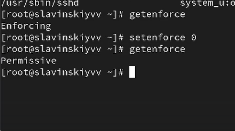 /usr/sbin/sshd system_u:o
[root@slavinskiyvv ~]# getenforce
Enforcing
[root@slavinskiyvv ~]# setenforce 0
[root@slavinskiyvv ~]# getenforce
Permissive
[root@slavinskiyvv ~]#